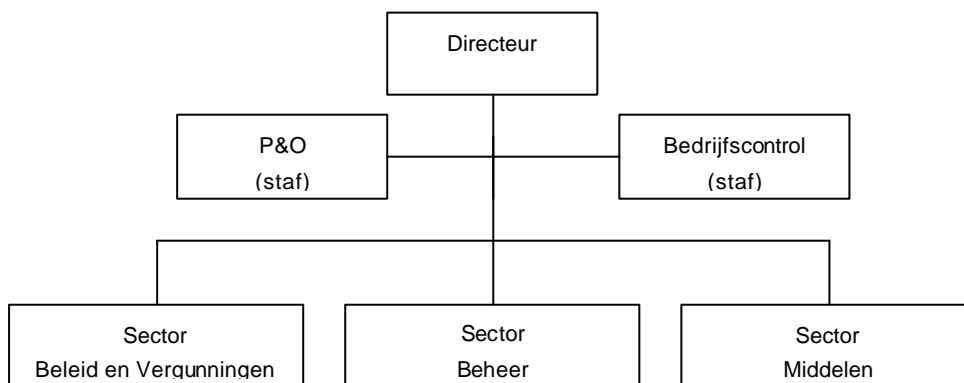 Directeur
P&O
(staf)
Bedrijfscontrol
(staf)
Sector
Beleid en Vergunningen
Sector
Beheer
Sector
Middelen